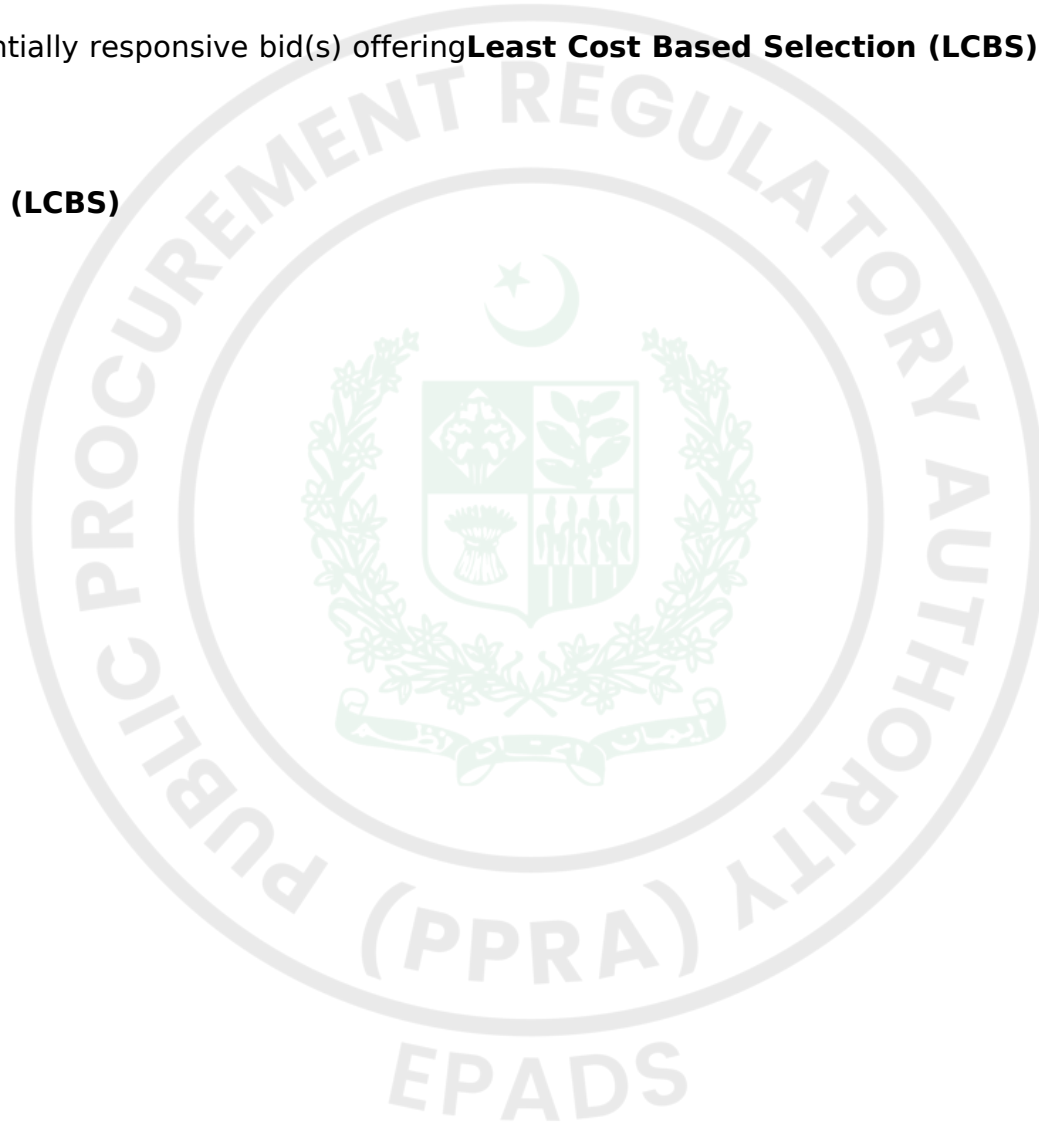 ntially responsive bid(s) offeringLeast Cost Based Selection (LCBS)
(LCBS)
PUBLIC PROCUREMENT REGULATORY AUTHORITY
(PPRA)
EPADS